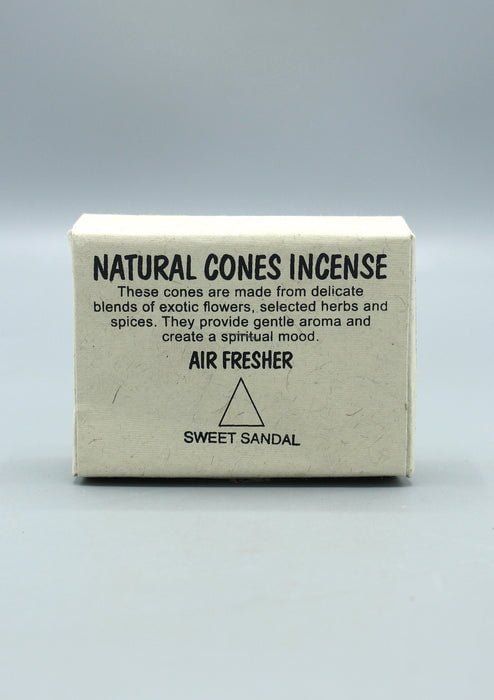 NATURAL CONES INCENSE
These cones are made from delicate
blends of exotic flowers, selected herbs and
spices. They provide gentle aroma and
create a spiritual mood.
AIR FRESHER
SWEET SANDAL